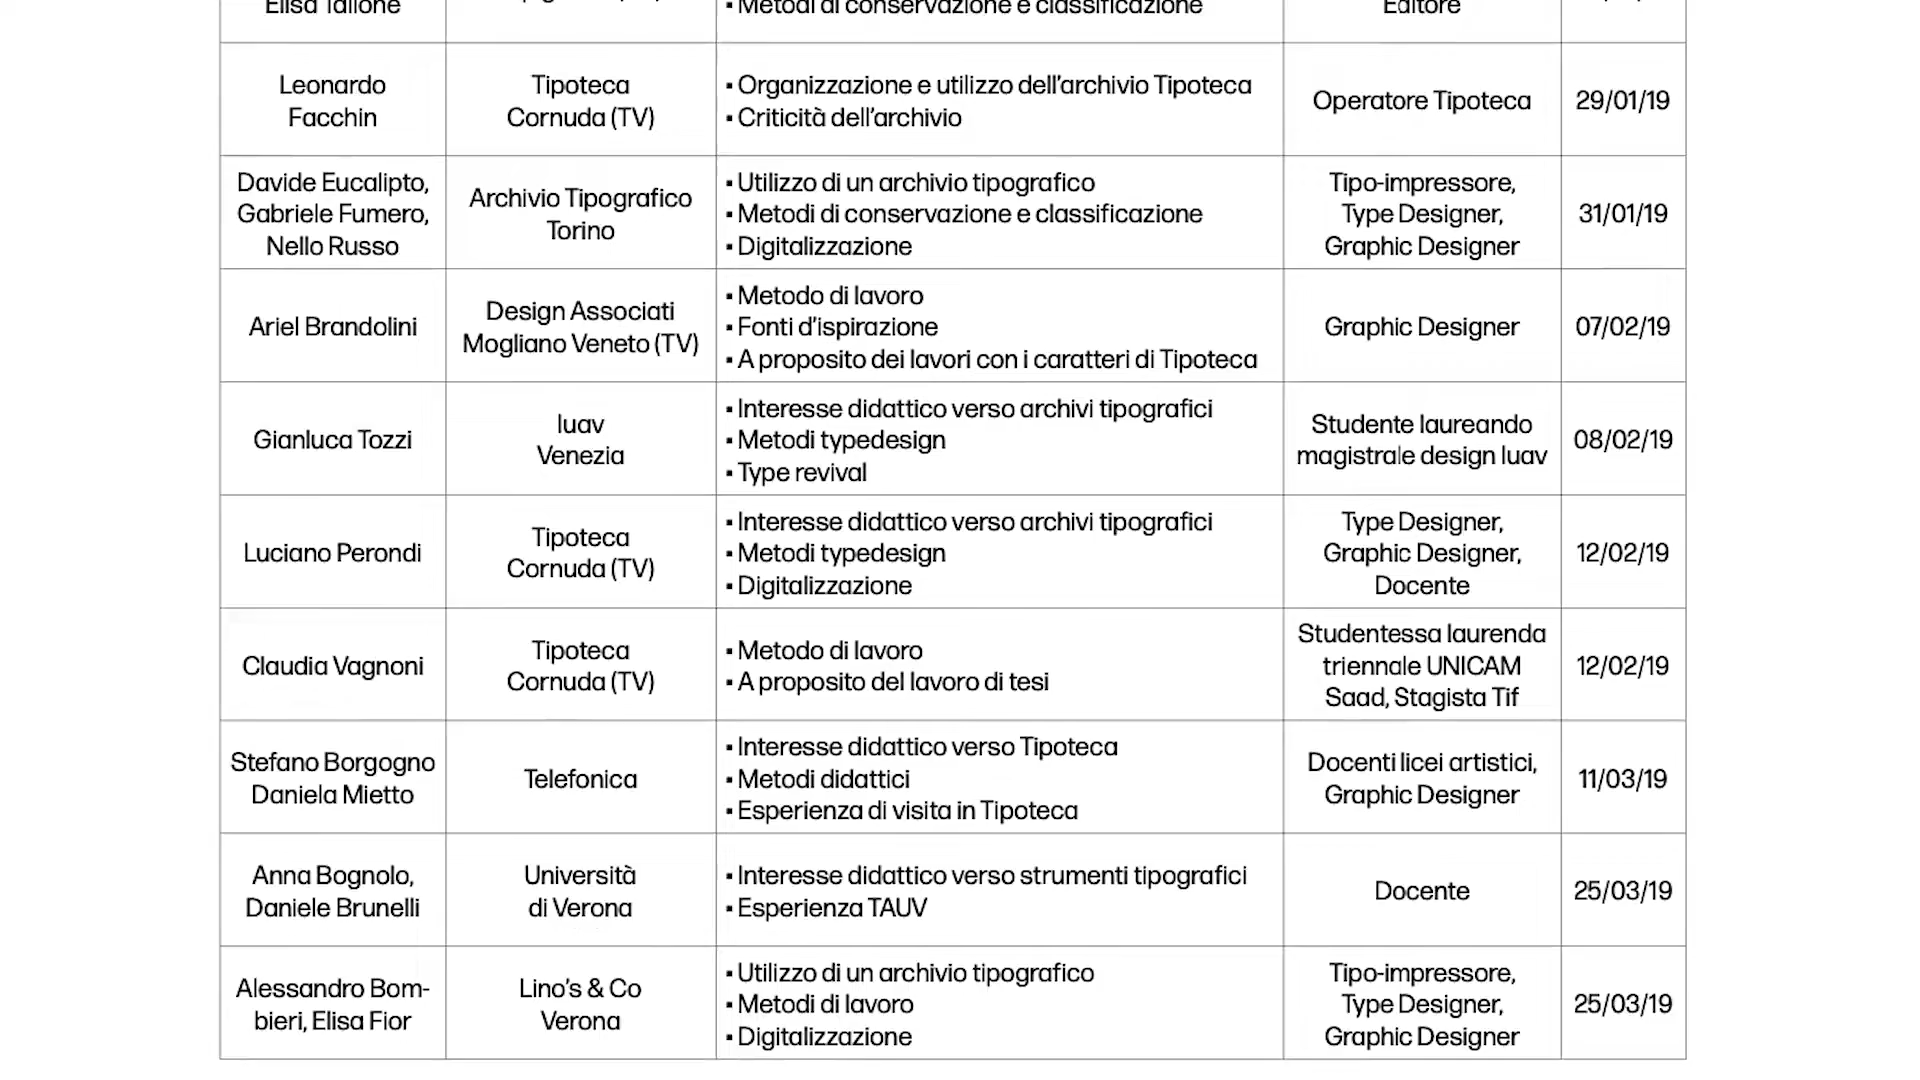 Elisa Tallone
▪ Metodi di conservazione e classificazione
Editore
Leonardo
Facchin
Tipoteca
Cornuda (TV)
▪ Organizzazione e utilizzo dell’archivio Tipoteca
▪ Criticità dell’archivio
Operatore Tipoteca
29/01/19
Davide Eucalipto,
Gabriele Fumero,
Nello Russo
Archivio Tipografico
Torino
▪ Utilizzo di un archivio tipografico
▪ Metodi di conservazione e classificazione
▪ Digitalizzazione
Tipo-impressore,
Type Designer,
Graphic Designer
31/01/19
Ariel Brandolini
Design Associati
Mogliano Veneto (TV)
▪ Metodo di lavoro
▪ Fonti d’ispirazione
▪ A proposito dei lavori con i caratteri di Tipoteca
Graphic Designer
07/02/19
Gianluca Tozzi
Iuav
Venezia
▪ Interesse didattico verso archivi tipografici
▪ Metodi typedesign
▪ Type revival
Studente laureando
magistrale design Iuav
08/02/19
Luciano Perondi
Tipoteca
Cornuda (TV)
▪ Interesse didattico verso archivi tipografici
▪ Metodi typedesign
▪ Digitalizzazione
Type Designer,
Graphic Designer,
Docente
12/02/19
Claudia Vagnoni
Tipoteca
Cornuda (TV)
▪ Metodo di lavoro
▪ A proposito del lavoro di tesi
Studentessa laurenda
triennale UNICAM
Saad, Stagista Tif
12/02/19
Stefano Borgogno
Daniela Mietto
Telefonica
▪ Interesse didattico verso Tipoteca
▪ Metodi didattici
▪ Esperienza di visita in Tipoteca
Docenti licei artistici,
Graphic Designer
11/03/19
Anna Bognolo,
Daniele Brunelli
Università
di Verona
▪ Interesse didattico verso strumenti tipografici
▪ Esperienza TAUV
Docente
25/03/19
Alessandro Bom-
bieri, Elisa Fior
Lino’s & Co
Verona
▪ Utilizzo di un archivio tipografico
▪ Metodi di lavoro
▪ Digitalizzazione
Tipo-impressore,
Type Designer,
Graphic Designer
25/03/19